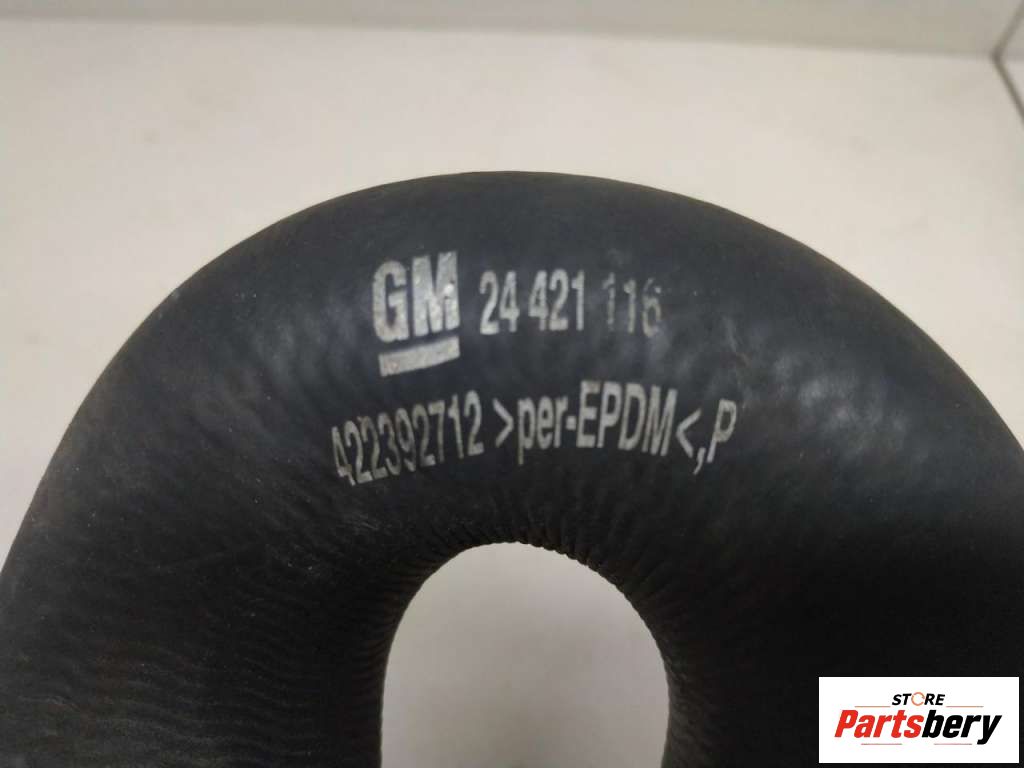 GM 24 421 116
422392712 >per-EPDM<,P
STORE
Partsbery